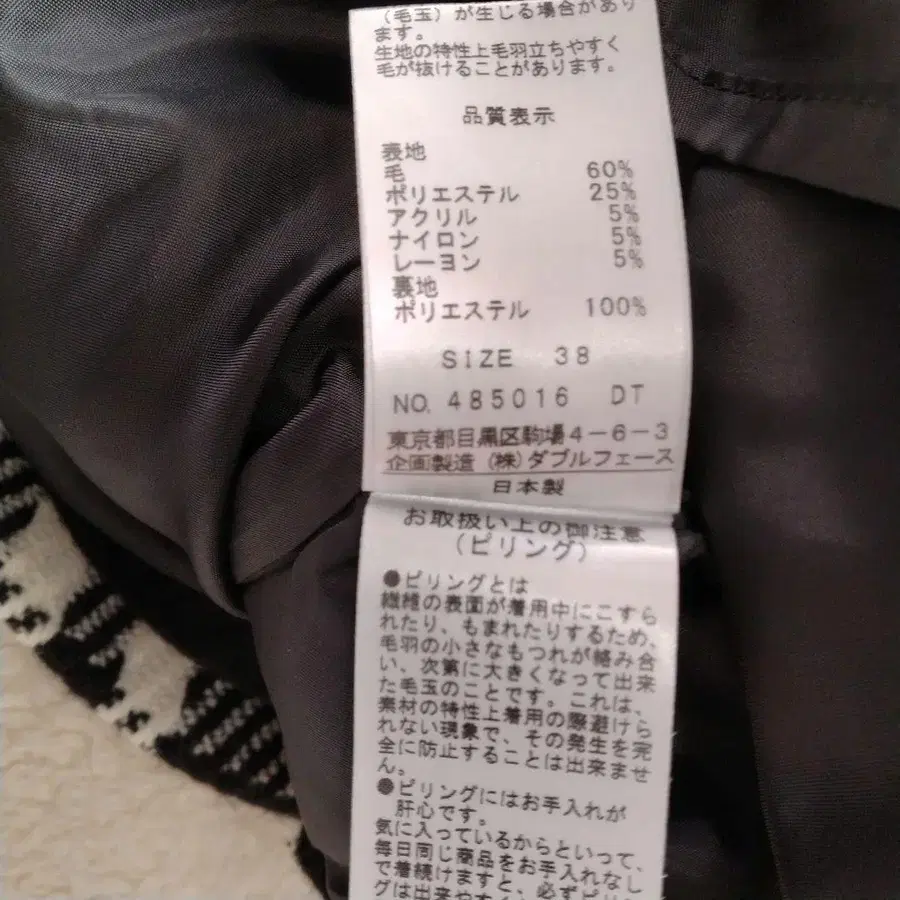 （毛玉）が生じる場合があり
ます。
生地の特性上毛羽立ちやすく
毛が抜けることがあります。
品質表示
表地
毛 60%
ポリエステル 25%
アクリル 5%
ナイロン 5%
レーヨン 5%
裏地
ポリエステル 100%
SIZE 38
NO. 485016 DT
東京都目黒区駒場4-6-3
企画製造 (株)ダブルフェース
日本製
お取扱い上の御注意
（ピリング）
●ピリングとは
繊維の表面が着用中にこすら
れたり、もまれたりするため、
毛羽の小さなもつれが絡み合
い、次第に大きくなって出来
た毛玉のことです。これは、
素材の特性上着用の際避けら
れない現象で、その発生を完
全に防止することは出来ませ
ん。
●ピリングにはお手入れが
肝心です。
気に入っているからといって、
毎日同じ商品をお手入れなし
で着続けますと、必ずピリン
グは出来やすく